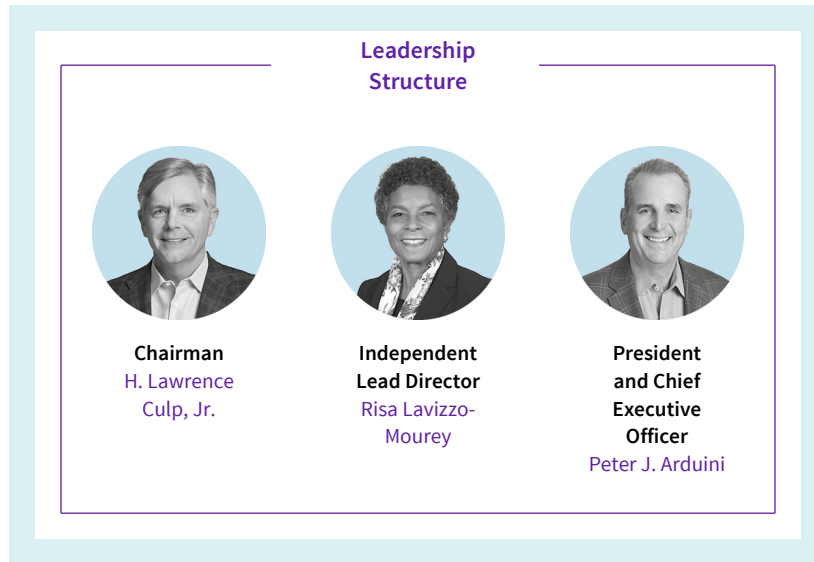 Leadership
Structure
Chairman
H. Lawrence
Culp, Jr.
Independent
Lead Director
Risa Lavizzo-
Mourey
President
and Chief
Executive
Officer
Peter J. Arduini